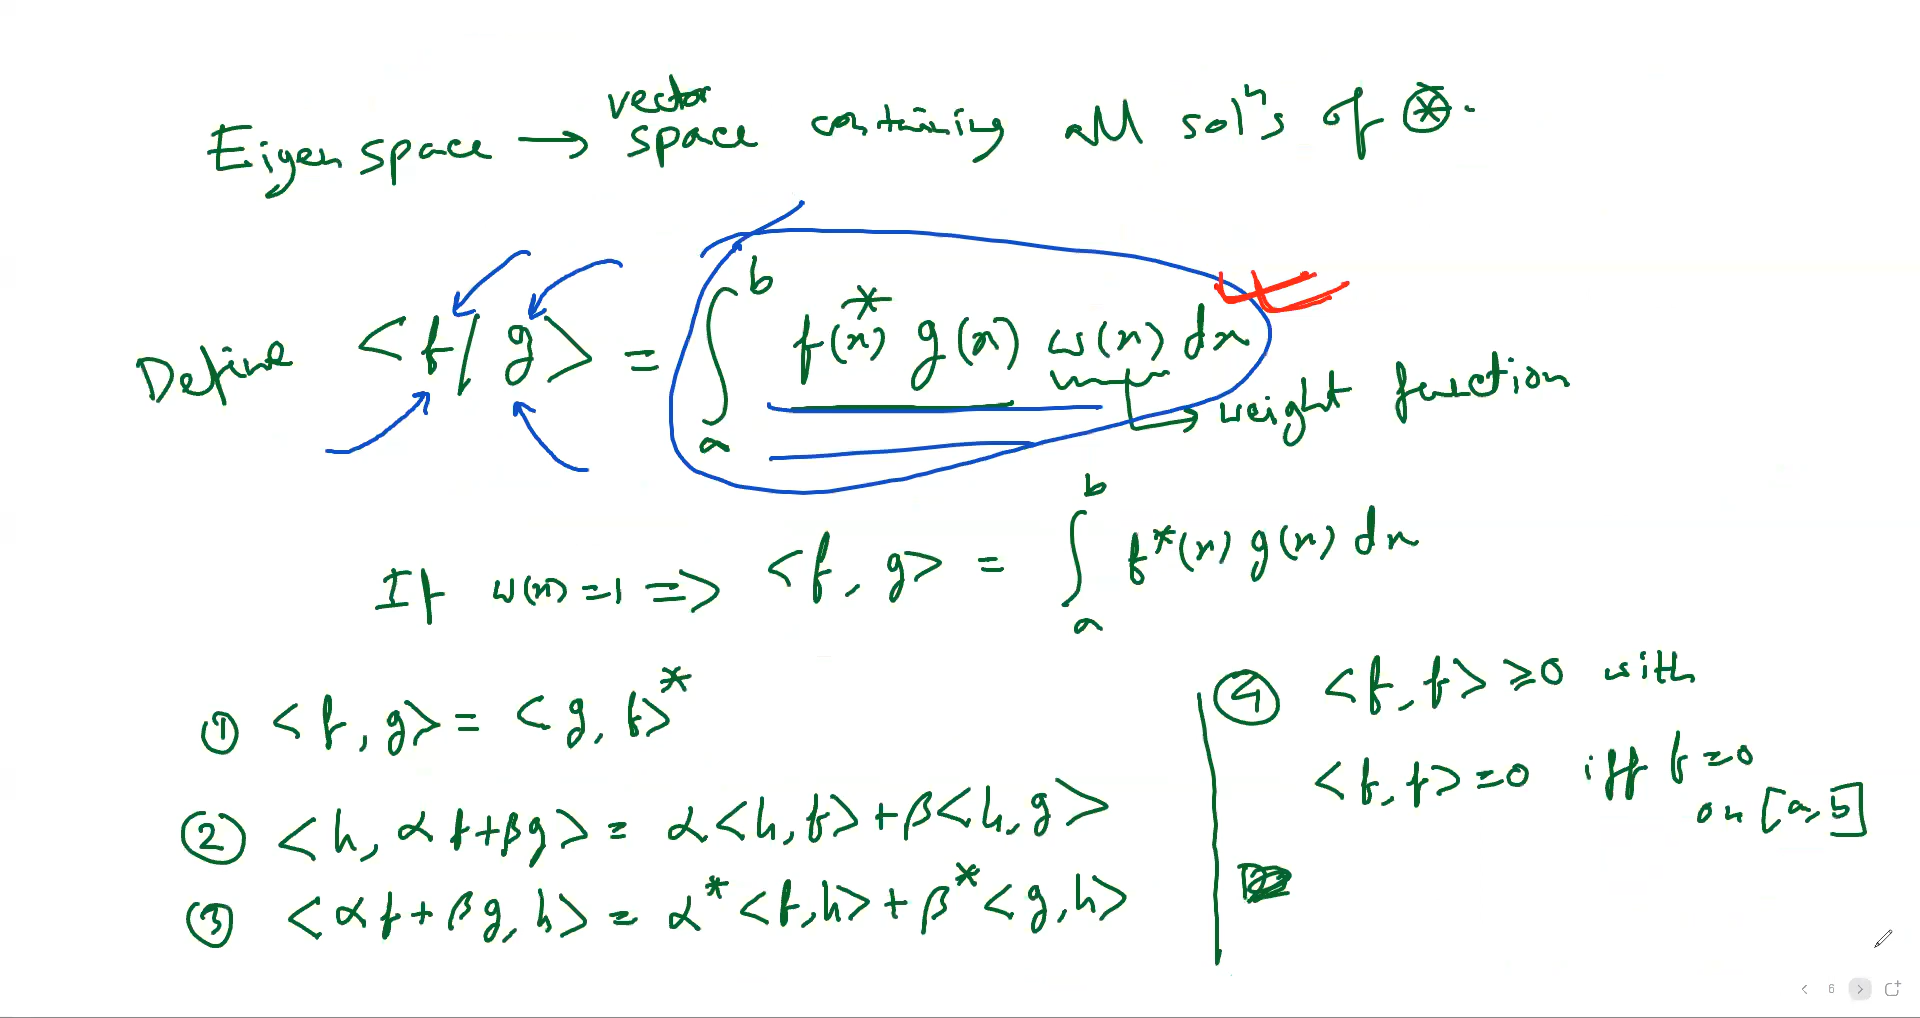 Eigen space → vector space containing all solⁿs of ⊛.
Define <f|g> = ∫_a^b f(x)* g(x) w(x) dx
→ weight function
If w(x) = 1 => <f, g> = ∫_a^b f*(x) g(x) dx
① <f, g> = <g, f>*
② <h, αf+βg> = α<h, f> + β<h, g>
③ <αf + βg, h> = α*<f, h> + β*<g, h>
④ <f, f> ≥ 0 with
<f, f> = 0 iff f = 0
on [a, b]
6